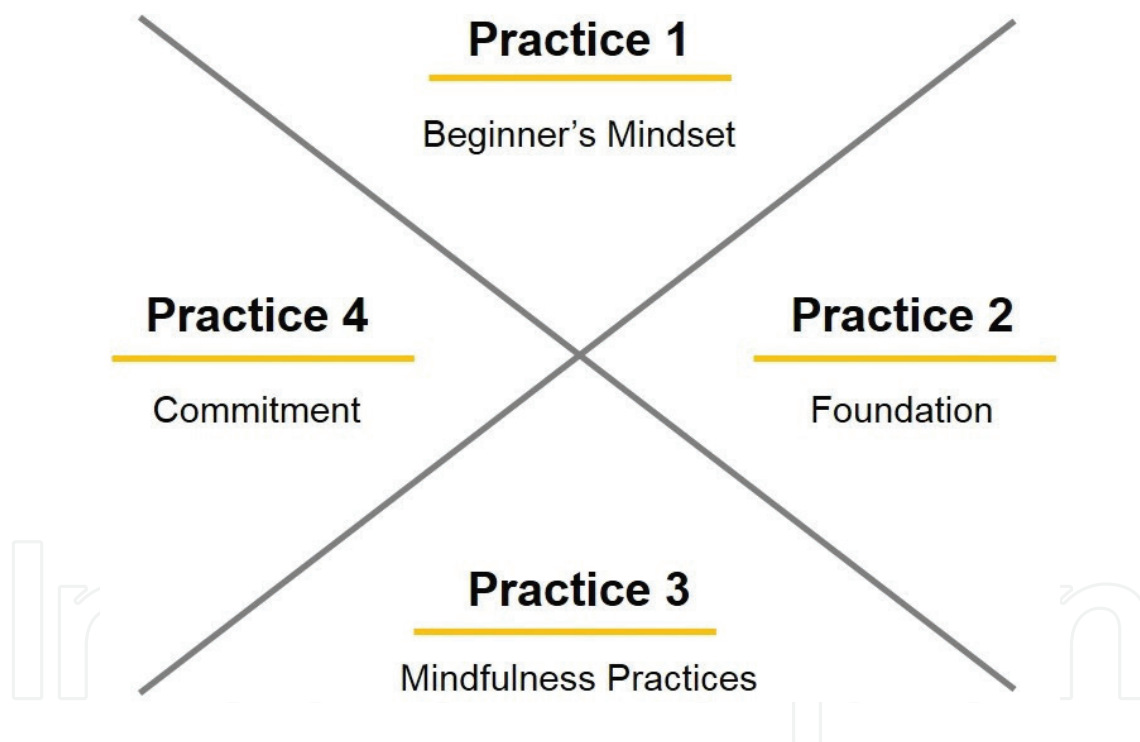 Practice 1
Beginner’s Mindset
Practice 4
Practice 2
Commitment
Foundation
Practice 3
Mindfulness Practices